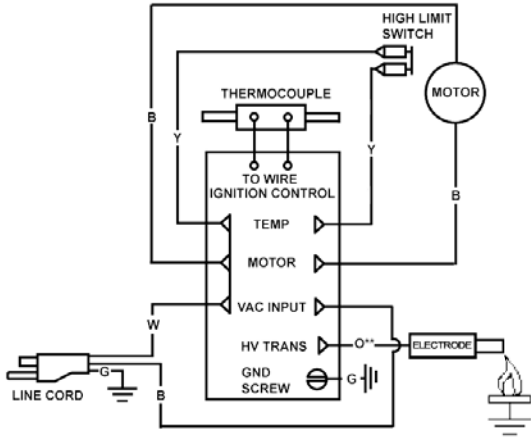 HIGH LIMIT
SWITCH
THERMOCOUPLE
MOTOR
B
Y
Y
B
TO WIRE
IGNITION CONTROL
TEMP
MOTOR
VAC INPUT
W
HV TRANS
O**
ELECTRODE
GND
SCREW
G
G
LINE CORD
B